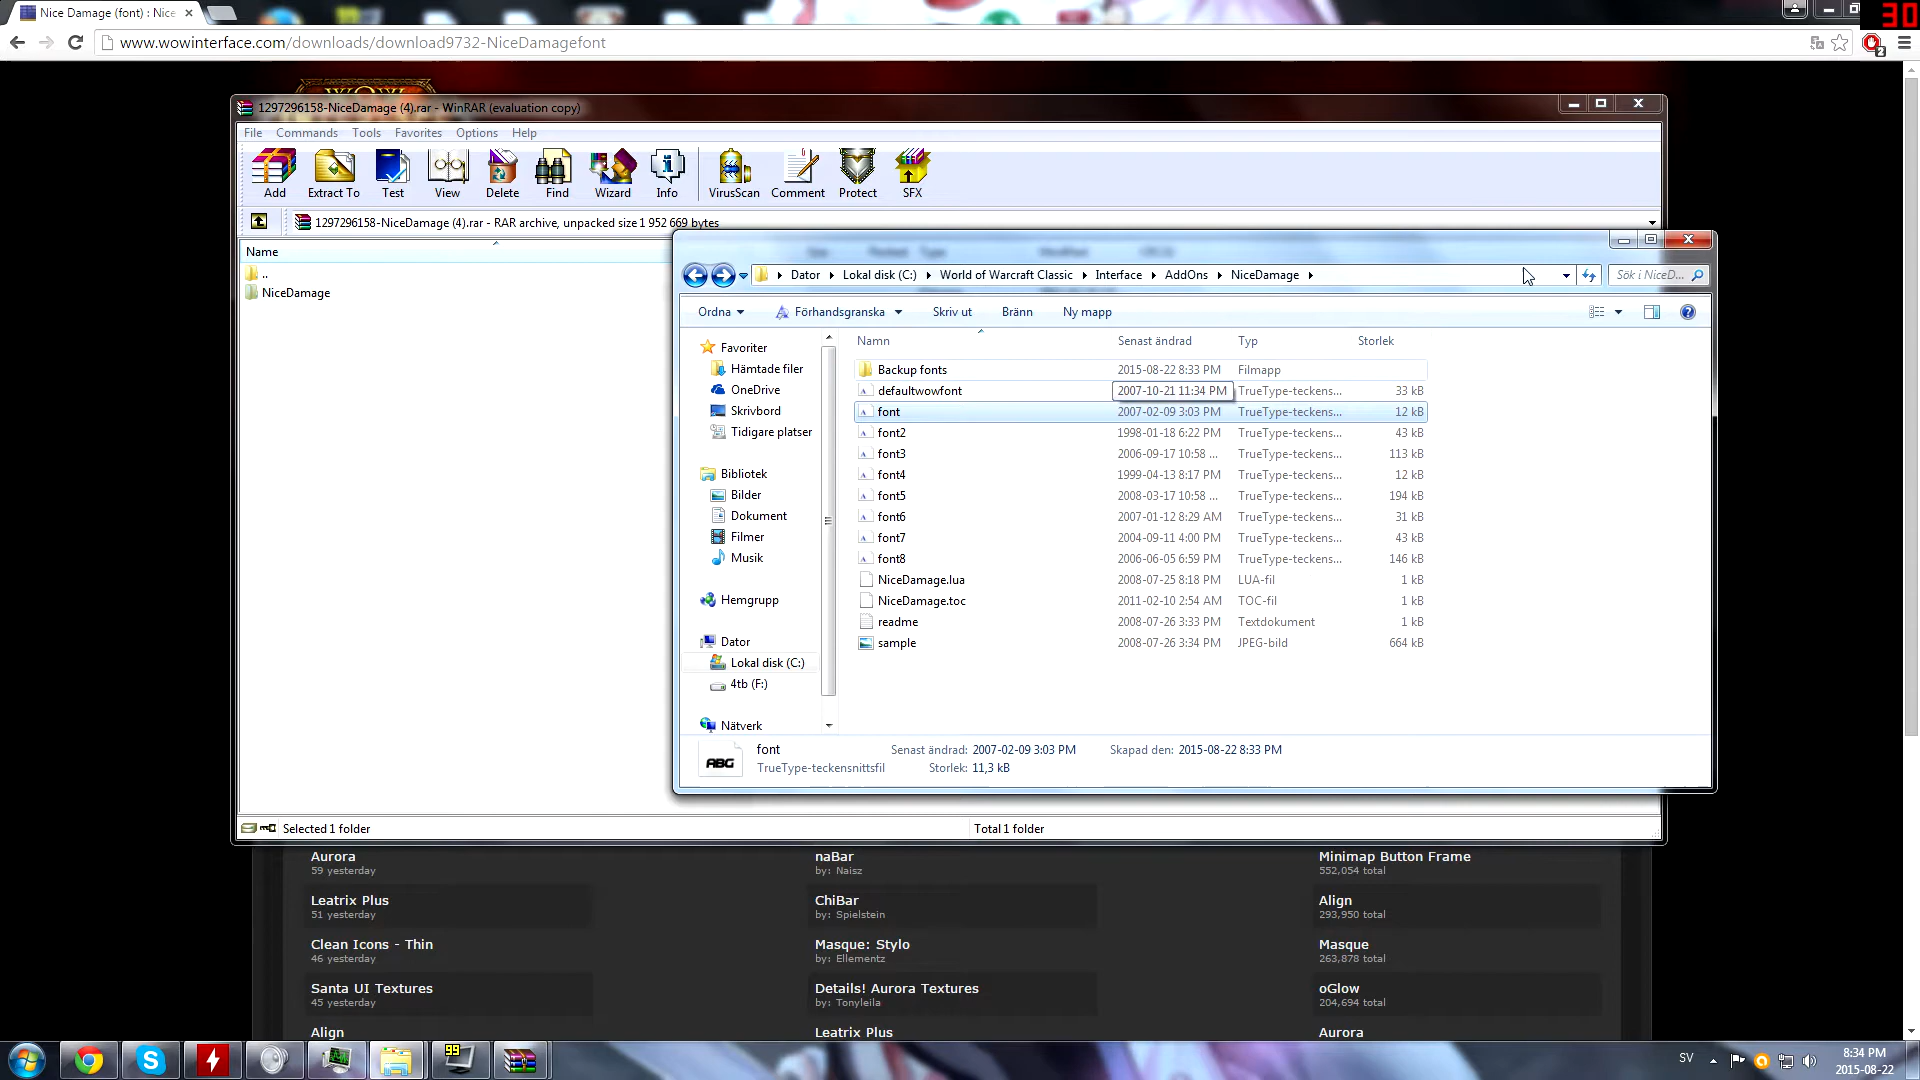 Nice Damage (font) : Nice
30
www.wowinterface.com/downloads/download9732-NiceDamagefont
2
1297296158-NiceDamage (4).rar - WinRAR (evaluation copy)
File Commands Tools Favorites Options Help
Add Extract To Test View Delete Find Wizard Info VirusScan Comment Protect SFX
1297296158-NiceDamage (4).rar - RAR archive, unpacked size 1 952 669 bytes
Name
..
NiceDamage
Selected 1 folder
Total 1 folder
Dator Lokal disk (C:) World of Warcraft Classic Interface AddOns NiceDamage
Sök i NiceD...
Ordna Förhandsgranska Skriv ut Bränn Ny mapp
Favoriter
Hämtade filer
OneDrive
Skrivbord
Tidigare platser
Bibliotek
Bilder
Dokument
Filmer
Musik
Hemgrupp
Dator
Lokal disk (C:)
4tb (F:)
Nätverk
Namn Senast ändrad Typ Storlek
Backup fonts 2015-08-22 8:33 PM Filmapp
defaultwowfont 2007-10-21 11:34 PM TrueType-teckens... 33 kB
font 2007-02-09 3:03 PM TrueType-teckens... 12 kB
font2 1998-01-18 6:22 PM TrueType-teckens... 43 kB
font3 2006-09-17 10:58 ... TrueType-teckens... 113 kB
font4 1999-04-13 8:17 PM TrueType-teckens... 12 kB
font5 2008-03-17 10:58 ... TrueType-teckens... 194 kB
font6 2007-01-12 8:29 AM TrueType-teckens... 31 kB
font7 2004-09-11 4:00 PM TrueType-teckens... 43 kB
font8 2006-06-05 6:59 PM TrueType-teckens... 146 kB
NiceDamage.lua 2008-07-25 8:18 PM LUA-fil 1 kB
NiceDamage.toc 2011-02-10 2:54 AM TOC-fil 1 kB
readme 2008-07-26 3:33 PM Textdokument 1 kB
sample 2008-07-26 3:34 PM JPEG-bild 664 kB
ABG
font Senast ändrad: 2007-02-09 3:03 PM Skapad den: 2015-08-22 8:33 PM
TrueType-teckensnittsfil Storlek: 11,3 kB
Aurora
59 yesterday
Leatrix Plus
51 yesterday
Clean Icons - Thin
46 yesterday
Santa UI Textures
45 yesterday
Align
naBar
by: Naisz
ChiBar
by: Spielstein
Masque: Stylo
by: Ellementz
Details! Aurora Textures
by: Tonyleila
Leatrix Plus
Minimap Button Frame
552,054 total
Align
293,950 total
Masque
263,878 total
oGlow
204,694 total
Aurora
99
SV
8:34 PM
2015-08-22